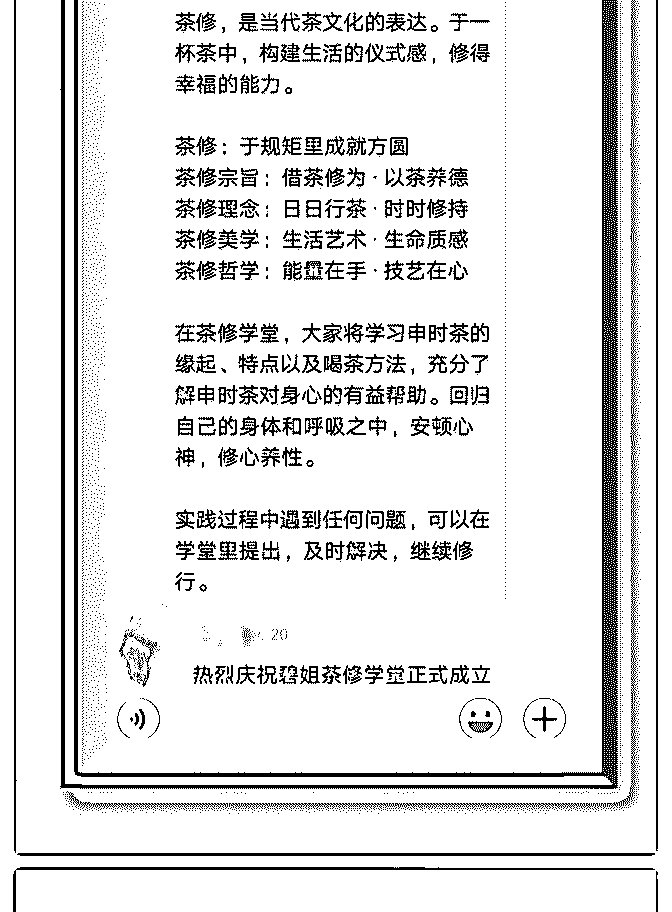 茶修，是当代茶文化的表达。于一
杯茶中，构建生活的仪式感，修得
幸福的能力。
茶修：于规矩里成就方圆
茶修宗旨：借茶修为·以茶养德
茶修理念：日日行茶·时时修持
茶修美学：生活艺术·生命质感
茶修哲学：能量在手·技艺在心
在茶修学堂，大家将学习申时茶的
缘起、特点以及喝茶方法，充分了
解申时茶对身心的有益帮助。回归
自己的身体和呼吸之中，安顿心
神，修心养性。
实践过程中遇到任何问题，可以在
学堂里提出，及时解决，继续修
行。
20
热烈庆祝碧姐茶修学堂正式成立